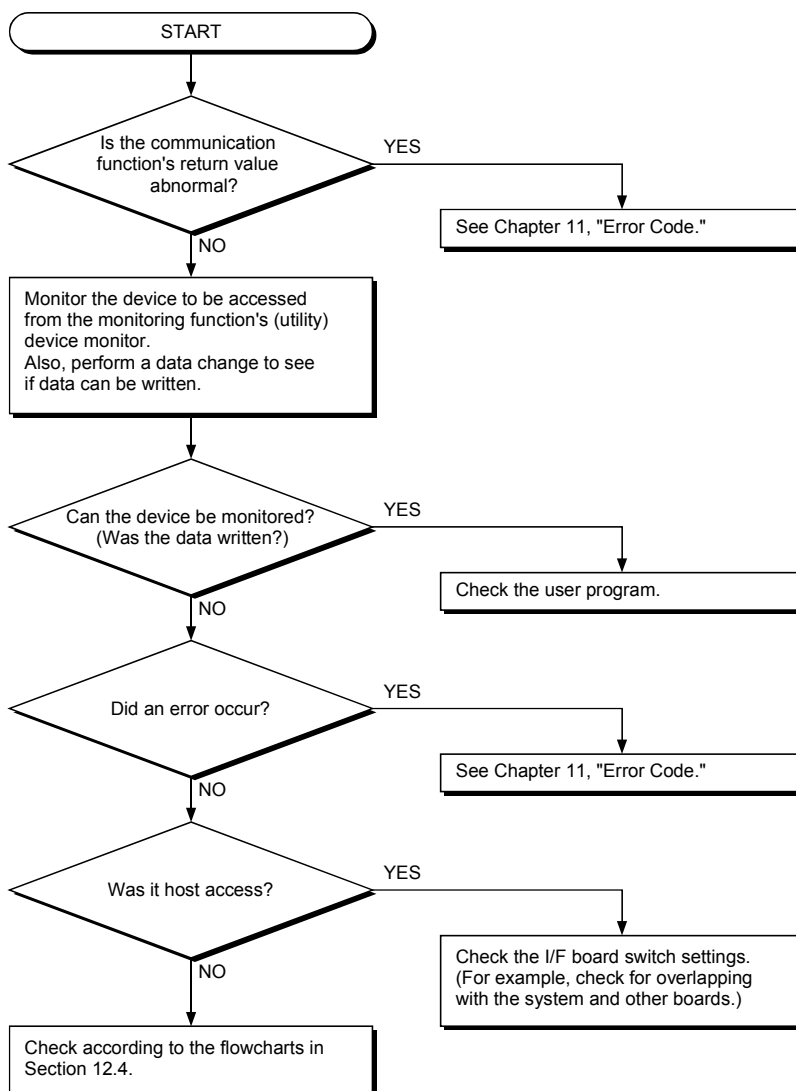 START
Is the communication
function's return value
abnormal?
YES
See Chapter 11, "Error Code."
NO
Monitor the device to be accessed
from the monitoring function's (utility)
device monitor.
Also, perform a data change to see
if data can be written.
Can the device be monitored?
(Was the data written?)
YES
Check the user program.
NO
Did an error occur?
YES
See Chapter 11, "Error Code."
NO
Was it host access?
YES
Check the I/F board switch settings.
(For example, check for overlapping
with the system and other boards.)
NO
Check according to the flowcharts in
Section 12.4.